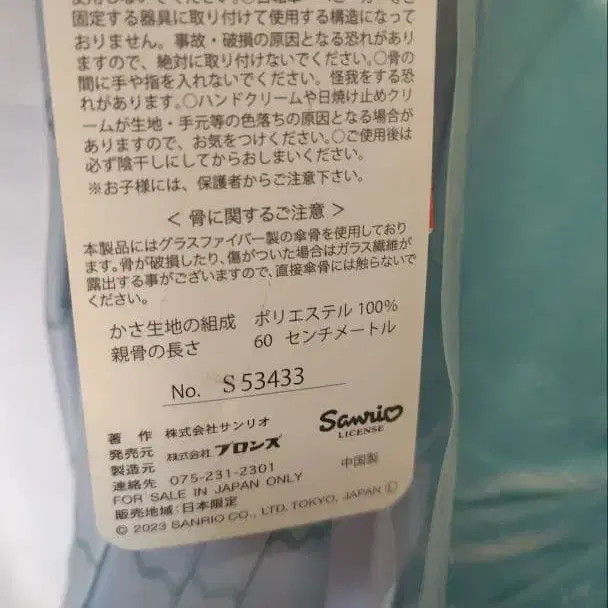 固定する器具に取り付けて使用する構造になって
おりません。事故・破損の原因となる恐れがあり
ますので、絶対に取り付けないでください。○骨の
間に手や指を入れないでください。怪我をする恐
れがあります。○ハンドクリームや日焼け止めクリ
ームが生地・手元等の色落ちの原因となる場合が
ありますので、お気をつけください。○ご使用後は
必ず陰干しにしてからおしまいください。
※お子様には、保護者からご注意下さい。
＜ 骨に関するご注意 ＞
本製品にはグラスファイバー製の傘骨を使用しており
ます。骨が破損したり、傷がついた場合はガラス繊維が
露出する事がございますので、直接傘骨には触らないで
ください。
かさ生地の組成 ポリエステル 100%
親骨の長さ 60 センチメートル
No. S 53433
著 作 株式会社サンリオ
発売元
製造元 株式会社 ブロンズ
連絡先 075-231-2301
Sanrio
LICENSE
中国製
FOR SALE IN JAPAN ONLY
販売地域:日本限定
© 2023 SANRIO CO., LTD. TOKYO, JAPAN Ⓛ